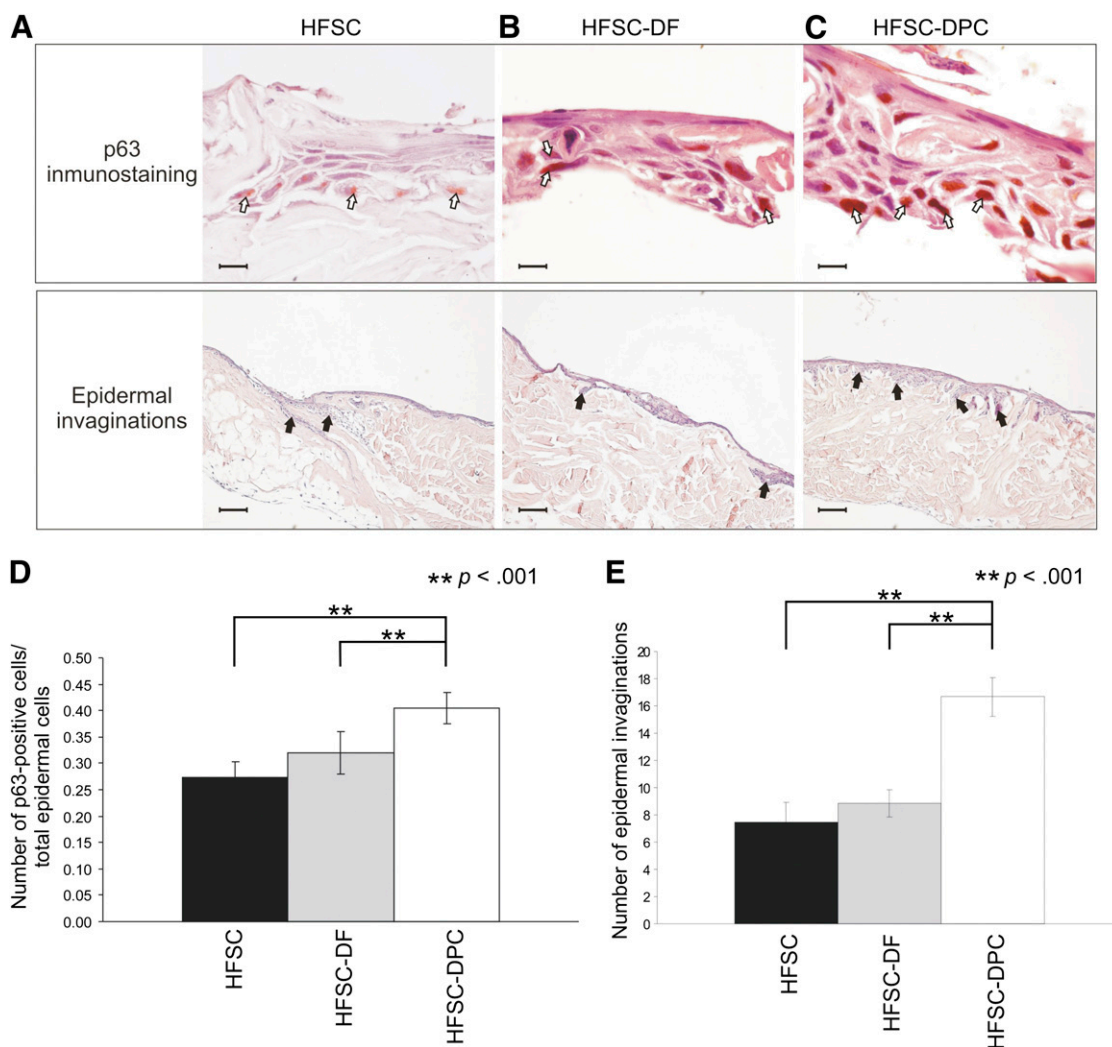 A HFSC B HFSC-DF C HFSC-DPC
p63
inmunostaining
Epidermal
invaginations
D
** p < .001
**
**
Number of p63-positive cells/
total epidermal cells
0.50
0.45
0.40
0.35
0.30
0.25
0.20
0.15
0.10
0.05
0.00
HFSC
HFSC-DF
HFSC-DPC
E
** p < .001
**
**
Number of epidermal invaginations
20
18
16
14
12
10
8
6
4
2
0
HFSC
HFSC-DF
HFSC-DPC